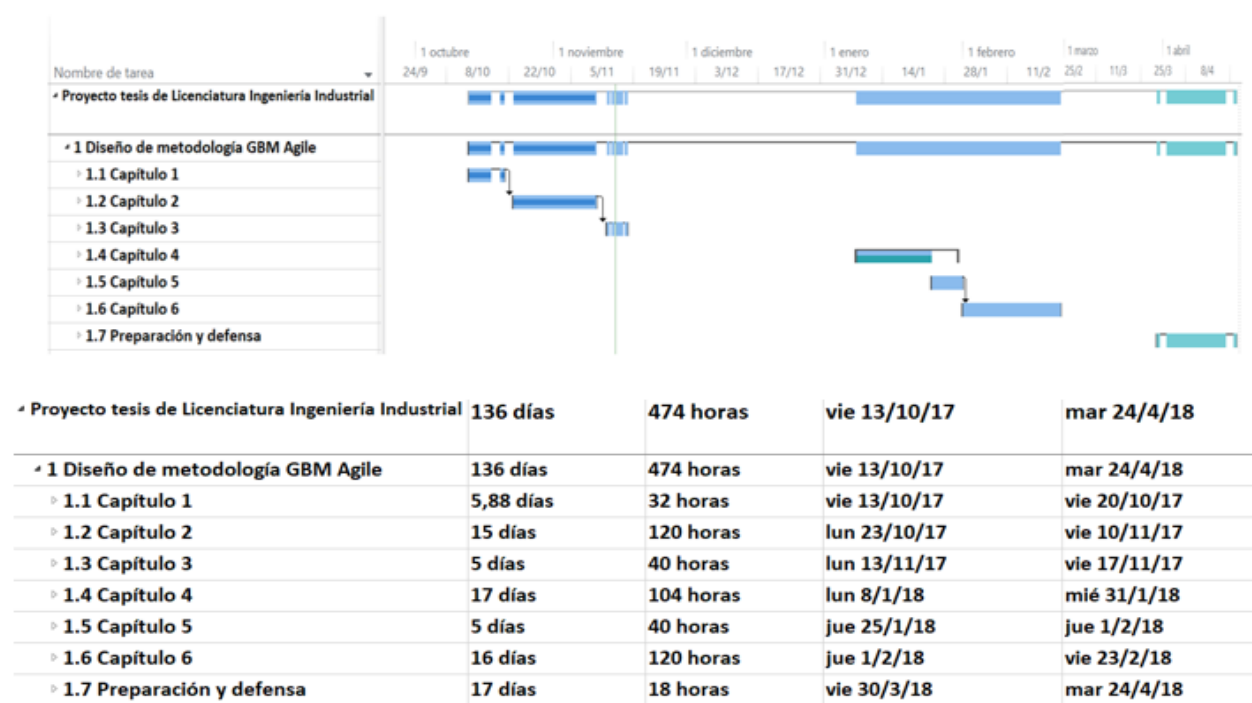 1 octubre 1 noviembre 1 diciembre 1 enero 1 febrero 1 marzo 1 abril
Nombre de tarea 24/9 8/10 22/10 5/11 19/11 3/12 17/12 31/12 14/1 28/1 11/2 25/2 11/3 25/3 8/4
Proyecto tesis de Licenciatura Ingeniería Industrial
1 Diseño de metodología GBM Agile
1.1 Capítulo 1
1.2 Capítulo 2
1.3 Capítulo 3
1.4 Capítulo 4
1.5 Capítulo 5
1.6 Capítulo 6
1.7 Preparación y defensa
Proyecto tesis de Licenciatura Ingeniería Industrial 136 días 474 horas vie 13/10/17 mar 24/4/18
1 Diseño de metodología GBM Agile 136 días 474 horas vie 13/10/17 mar 24/4/18
1.1 Capítulo 1 5,88 días 32 horas vie 13/10/17 vie 20/10/17
1.2 Capítulo 2 15 días 120 horas lun 23/10/17 vie 10/11/17
1.3 Capítulo 3 5 días 40 horas lun 13/11/17 vie 17/11/17
1.4 Capítulo 4 17 días 104 horas lun 8/1/18 mié 31/1/18
1.5 Capítulo 5 5 días 40 horas jue 25/1/18 jue 1/2/18
1.6 Capítulo 6 16 días 120 horas jue 1/2/18 vie 23/2/18
1.7 Preparación y defensa 17 días 18 horas vie 30/3/18 mar 24/4/18